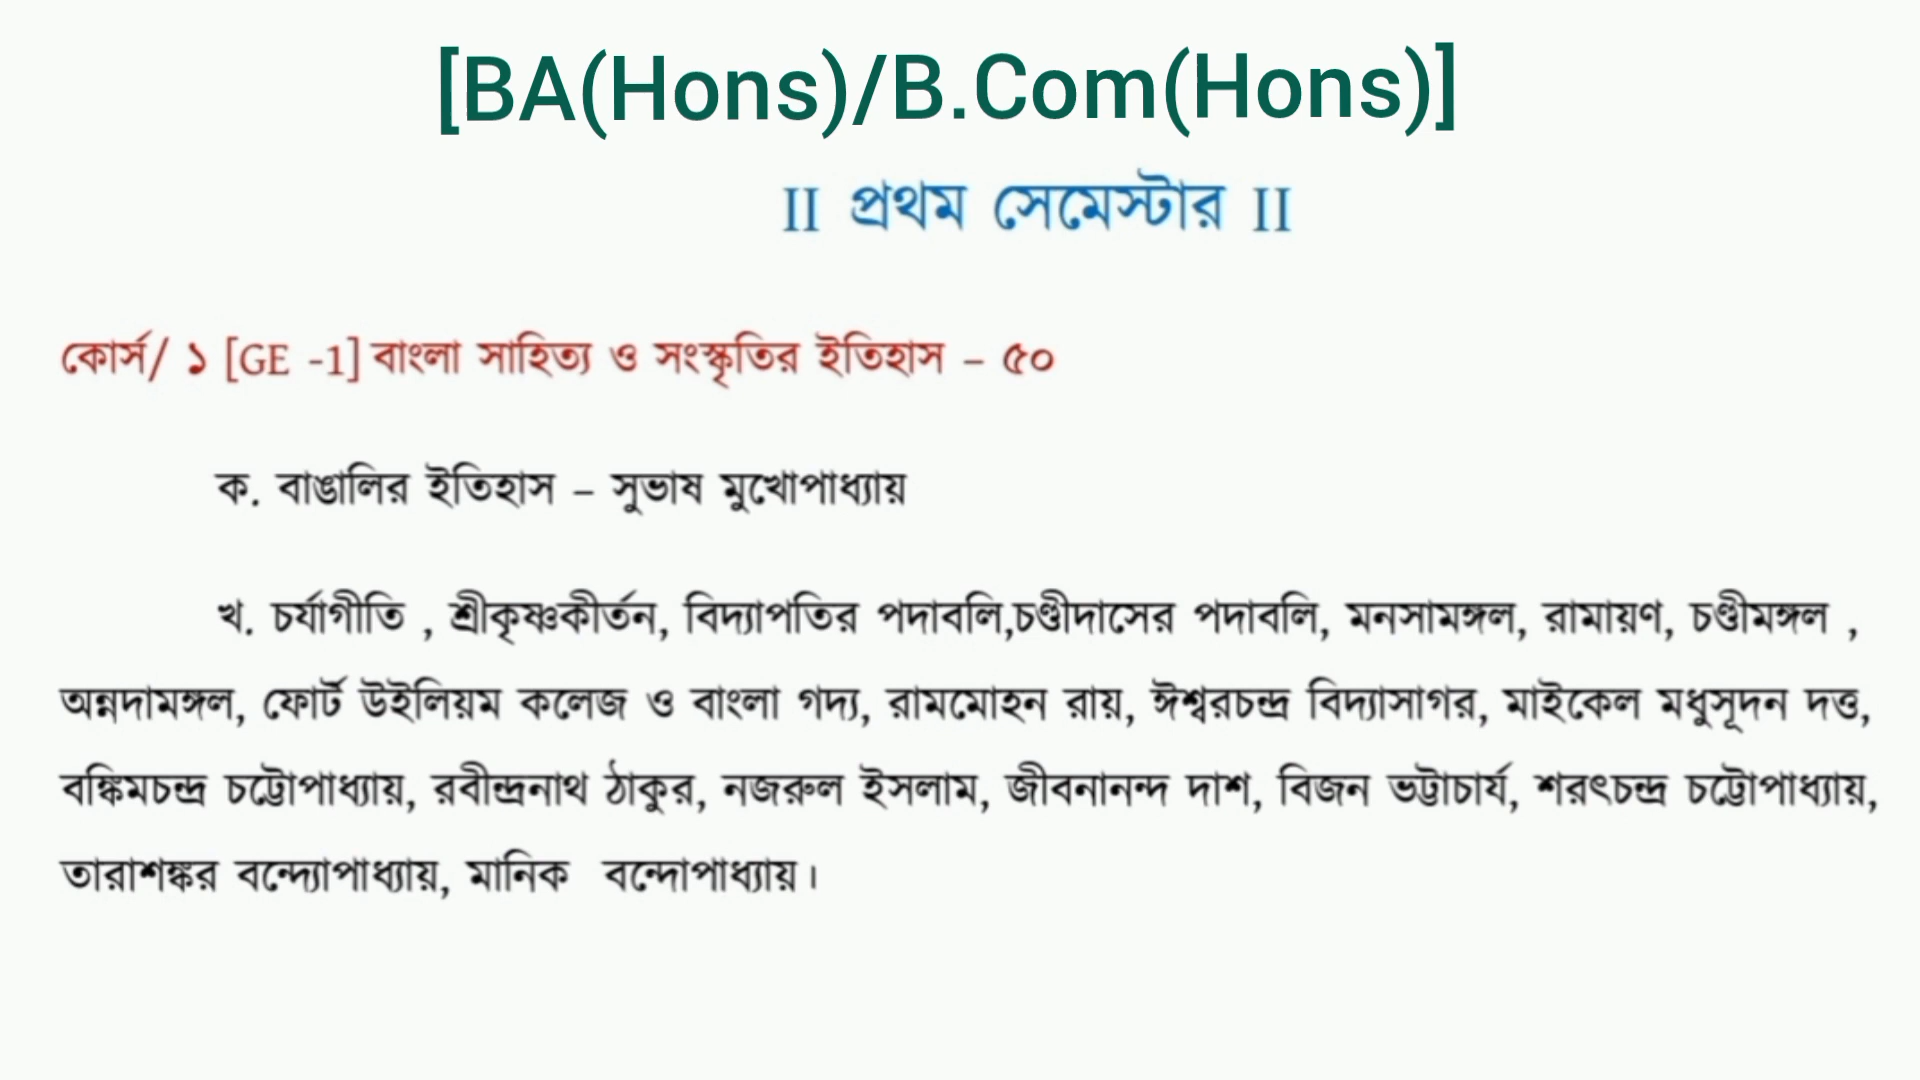 [BA(Hons)/B.Com(Hons)]
II প্রথম সেমেস্টার II
কোর্স/ ১ [GE -1] বাংলা সাহিত্য ও সংস্কৃতির ইতিহাস – ৫০
ক. বাঙালির ইতিহাস – সুভাষ মুখোপাধ্যায়
খ. চর্যাগীতি , শ্রীকৃষ্ণকীর্তন, বিদ্যাপতির পদাবলি,চণ্ডীদাসের পদাবলি, মনসামঙ্গল, রামায়ণ, চণ্ডীমঙ্গল ,
অন্নদামঙ্গল, ফোর্ট উইলিয়ম কলেজ ও বাংলা গদ্য, রামমোহন রায়, ঈশ্বরচন্দ্র বিদ্যাসাগর, মাইকেল মধুসূদন দত্ত,
বঙ্কিমচন্দ্র চট্টোপাধ্যায়, রবীন্দ্রনাথ ঠাকুর, নজরুল ইসলাম, জীবনানন্দ দাশ, বিজন ভট্টাচার্য, শরৎচন্দ্র চট্টোপাধ্যায়,
তারাশঙ্কর বন্দ্যোপাধ্যায়, মানিক বন্দোপাধ্যায়।